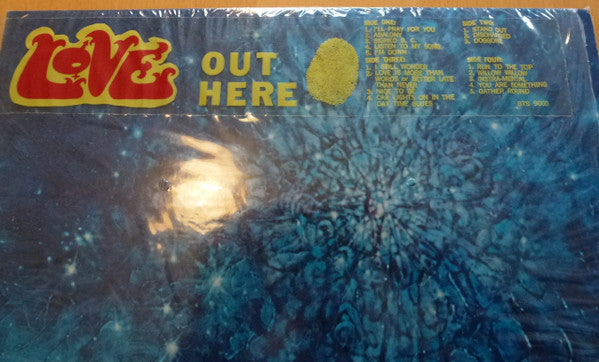 LOVE
OUT
HERE
SIDE ONE:
1. I'LL PRAY FOR YOU
2. ABALONY
3. SIGNED D. C.
4. LISTEN TO MY SONG
5. I'M DOWN
SIDE TWO:
1. STAND OUT
2. DISCHARGED
3. DOGGONE
SIDE THREE:
1. I STILL WONDER
2. LOVE IS MORE THAN
WORDS or BETTER LATE
THAN NEVER
3. NICE TO BE
4. CAR LIGHTS ON IN THE
DAY TIME BLUES
SIDE FOUR:
1. RUN TO THE TOP
2. WILLOW WILLOW
3. INSTRA-MENTAL
4. YOU ARE SOMETHING
5. GATHER ROUND
BTS 9000